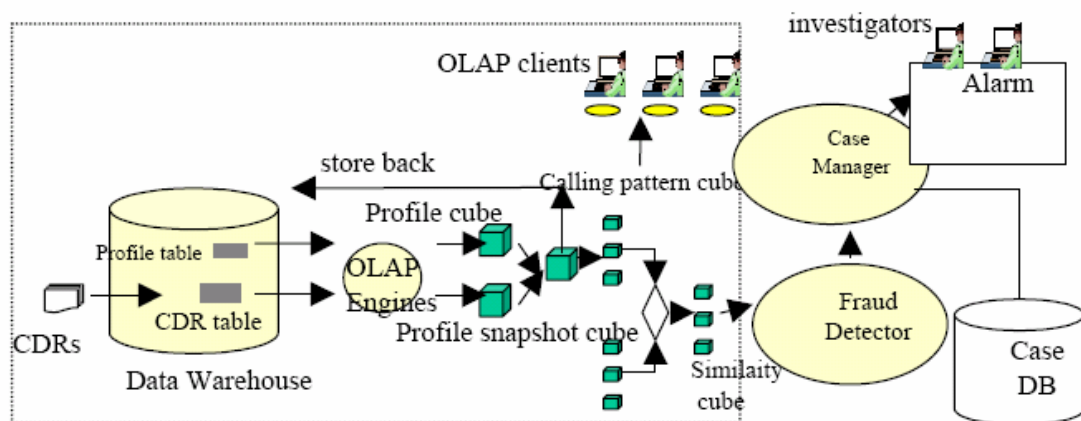 investigators
OLAP clients
Alarm
Case
Manager
store back
Calling pattern cube
Profile cube
Profile table
OLAP
Engines
CDR table
CDRs
Profile snapshot cube
Data Warehouse
Similaity
cube
Fraud
Detector
Case
DB